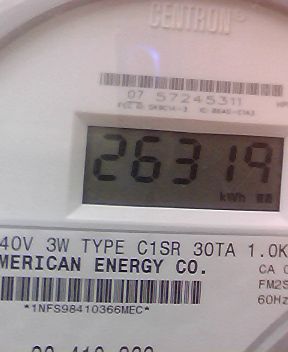 CENTRON®
07 57245311
26319
kWh
40V 3W TYPE C1SR 30TA 1.0K
MERICAN ENERGY CO.
CA
FM2S
60Hz
*1NFS98410366MEC*